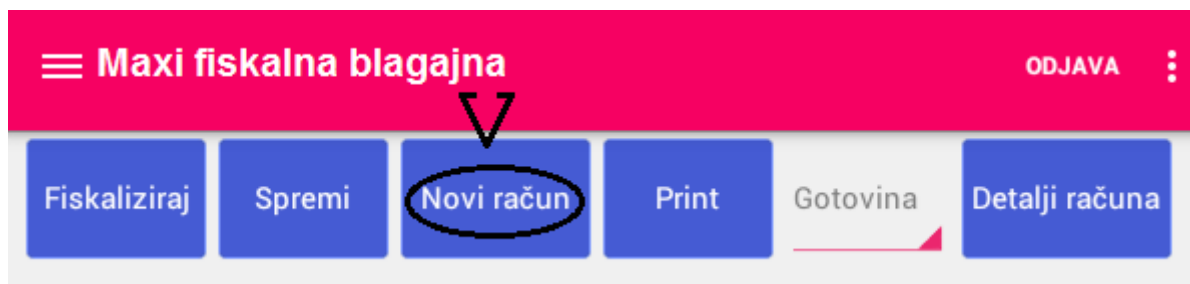 Maxi fiskalna blagajna
ODJAVA
Fiskaliziraj
Spremi
Novi račun
Print
Gotovina
Detalji računa